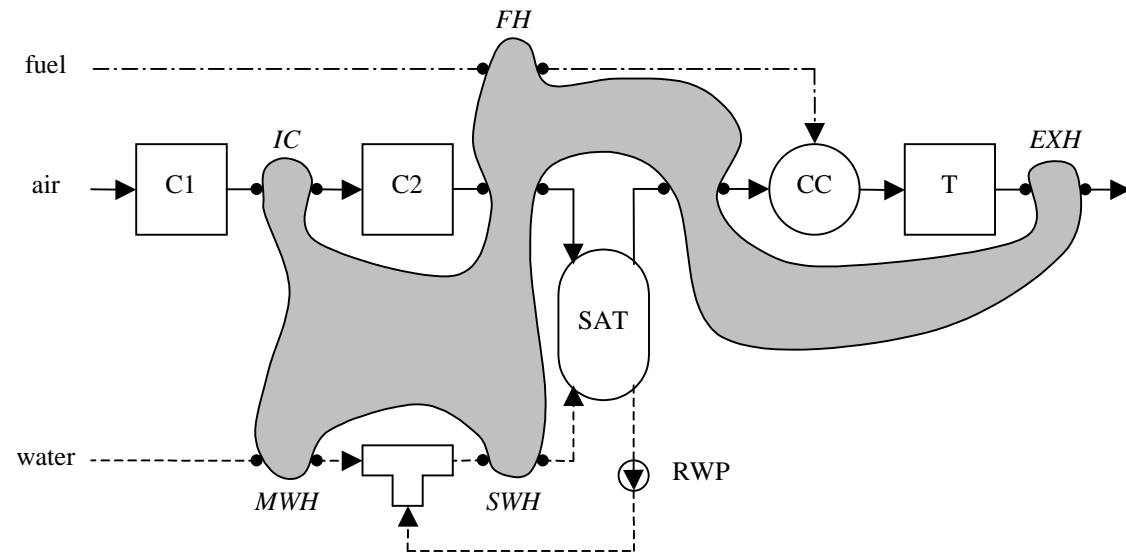 FH
fuel
IC
EXH
air
C1
C2
CC
T
SAT
water
RWP
MWH
SWH